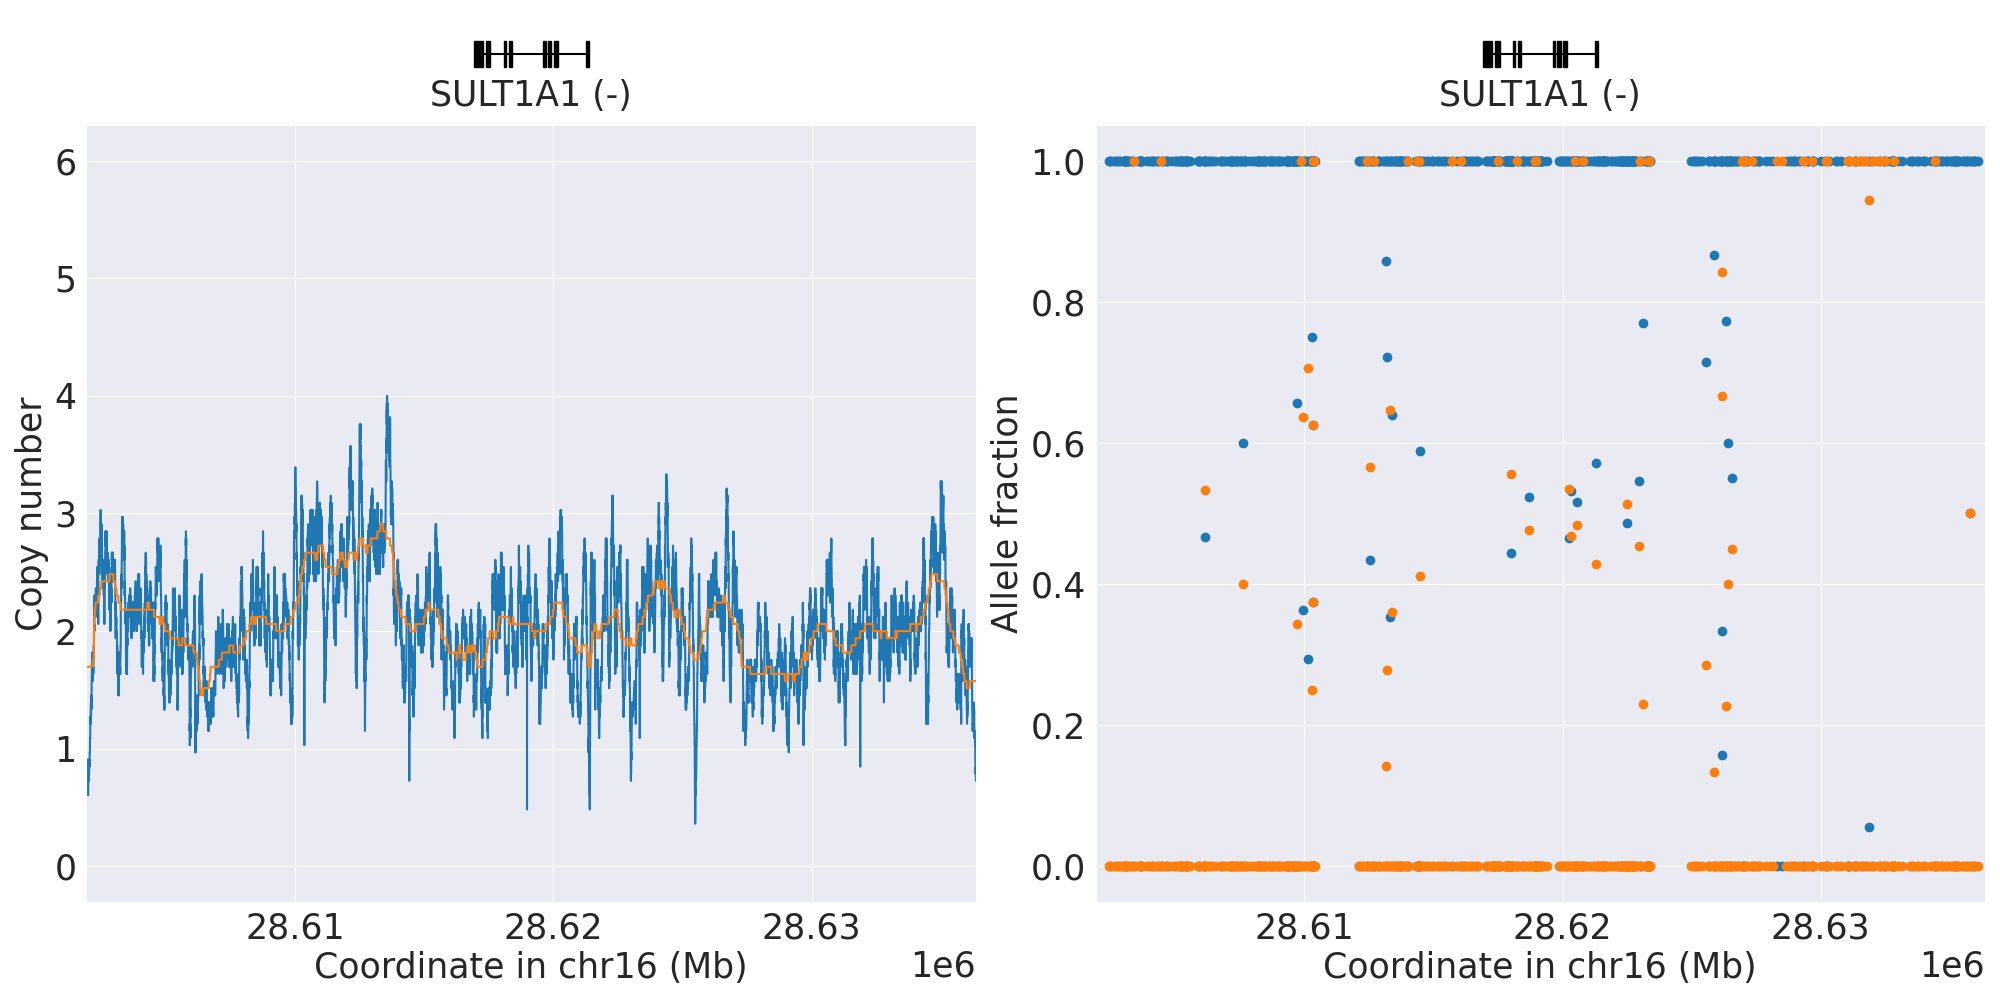 SULT1A1 (-)
6
5
4
3
2
1
0
Copy number
28.61
28.62
28.63
Coordinate in chr16 (Mb)
1e6
SULT1A1 (-)
1.0
0.8
0.6
0.4
0.2
0.0
Allele fraction
28.61
28.62
28.63
Coordinate in chr16 (Mb)
1e6